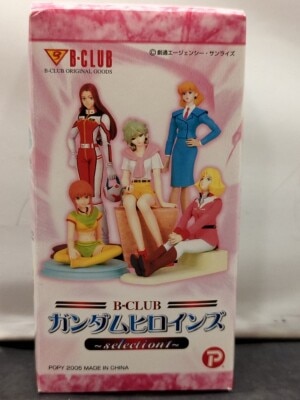 B-CLUB
B-CLUB ORIGINAL GOODS
©創通エージェンシー・サンライズ
B-CLUB
ガンダムヒロインズ
~selection1~
POPY 2005 MADE IN CHINA
P